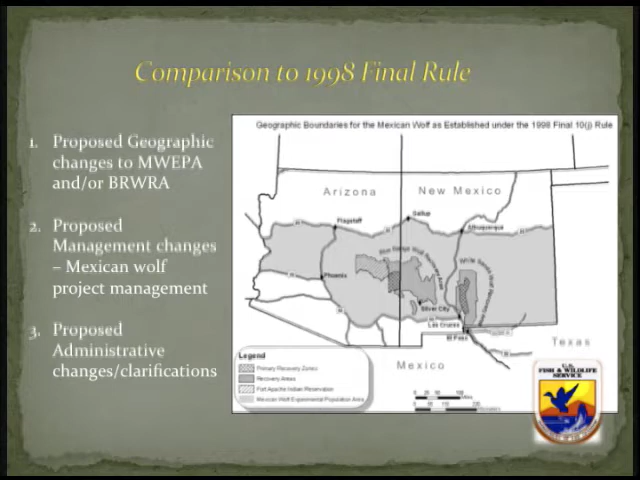 Comparison to 1998 Final Rule
1. Proposed Geographic
changes to MWEPA
and/or BRWRA
2. Proposed
Management changes
– Mexican wolf
project management
3. Proposed
Administrative
changes/clarifications
Geographic Boundaries for the Mexican Wolf as Established under the 1998 Final 10(j) Rule
Arizona
New Mexico
Flagstaff
Gallup
Albuquerque
Phoenix
Silver City
Las Cruces
El Paso
Texas
Mexico
Legend
Primary Recovery Zones
Recovery Areas
Fort Apache Indian Reservation
Mexican Wolf Experimental Population Area
U.S.
FISH & WILDLIFE
SERVICE